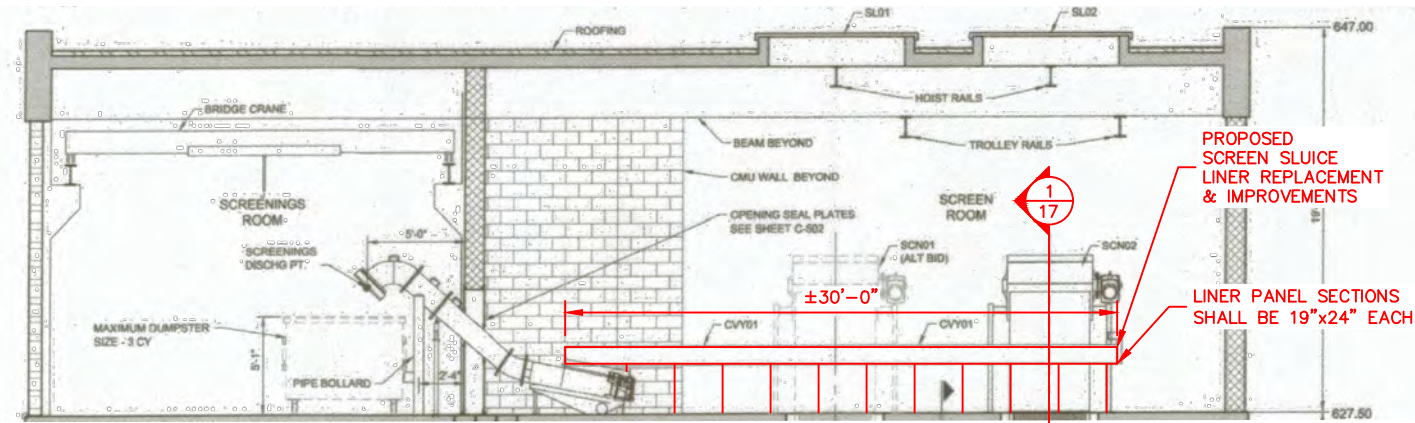 SL01
SL02
ROOFING
647.00
HOIST RAILS
BRIDGE CRANE
BEAM BEYOND
TROLLEY RAILS
PROPOSED
SCREEN SLUICE
LINER REPLACEMENT
& IMPROVEMENTS
CMU WALL BEYOND
SCREENINGS
ROOM
SCREEN
ROOM
1
17
OPENING SEAL PLATES
SEE SHEET C-502
5'-0"
SCREENINGS
DISCHG PT.
SCN01
(ALT BID)
SCN02
±30'-0"
LINER PANEL SECTIONS
SHALL BE 19"x24" EACH
MAXIMUM DUMPSTER
SIZE - 3 CY
CVY01
CVY01
5'-1"
PIPE BOLLARD
2'-4"
627.50